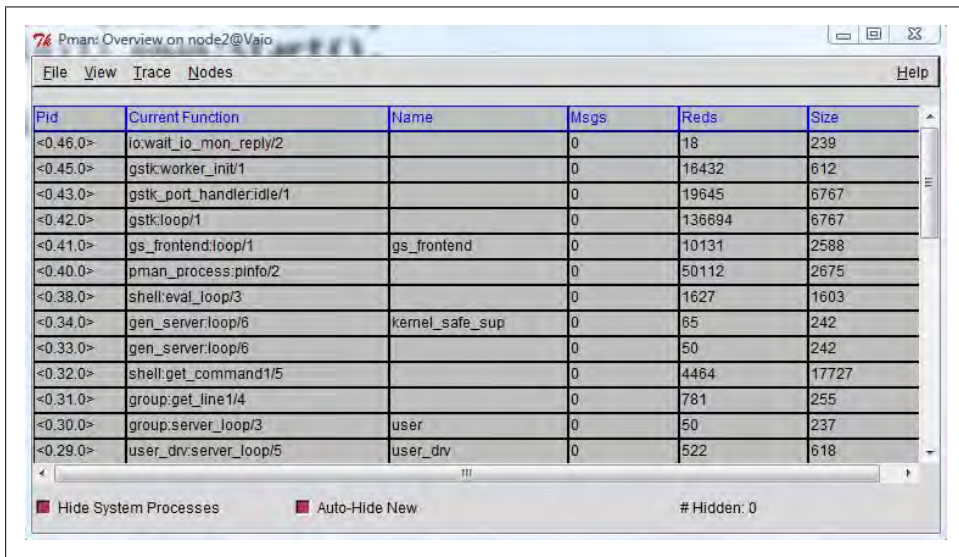 Pman: Overview on node2@Vaio
File View Trace Nodes Help
Pid Current Function Name Msgs Reds Size
<0.46.0> io:wait_io_mon_reply/2 0 18 239
<0.45.0> gstk:worker_init/1 0 16432 612
<0.43.0> gstk_port_handler:idle/1 0 19645 6767
<0.42.0> gstk:loop/1 0 136694 6767
<0.41.0> gs_frontend:loop/1 gs_frontend 0 10131 2588
<0.40.0> pman_process:pinfo/2 0 50112 2675
<0.38.0> shell:eval_loop/3 0 1627 1603
<0.34.0> gen_server:loop/6 kernel_safe_sup 0 65 242
<0.33.0> gen_server:loop/6 0 50 242
<0.32.0> shell:get_command1/5 0 4464 17727
<0.31.0> group:get_line1/4 0 781 255
<0.30.0> group:server_loop/3 user 0 50 237
<0.29.0> user_drv:server_loop/5 user_drv 0 522 618
Hide System Processes Auto-Hide New # Hidden: 0